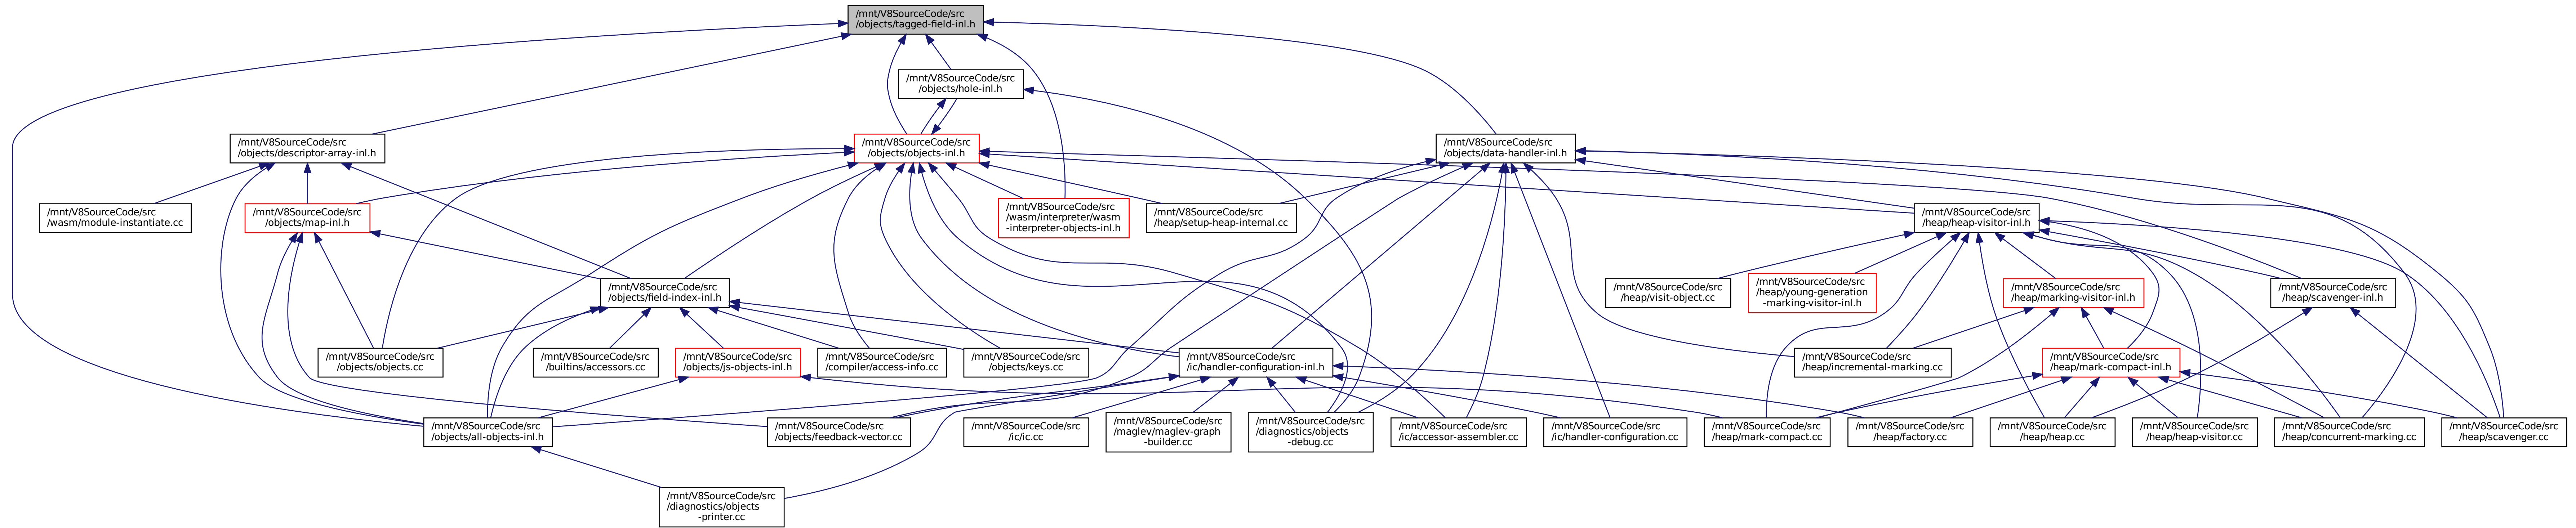 /mnt/V8SourceCode/src
/objects/tagged-field-inl.h
/mnt/V8SourceCode/src
/objects/hole-inl.h
/mnt/V8SourceCode/src
/objects/descriptor-array-inl.h
/mnt/V8SourceCode/src
/objects/objects-inl.h
/mnt/V8SourceCode/src
/objects/data-handler-inl.h
/mnt/V8SourceCode/src
/wasm/module-instantiate.cc
/mnt/V8SourceCode/src
/objects/map-inl.h
/mnt/V8SourceCode/src
/wasm/interpreter/wasm
-interpreter-objects-inl.h
/mnt/V8SourceCode/src
/heap/setup-heap-internal.cc
/mnt/V8SourceCode/src
/heap/heap-visitor-inl.h
/mnt/V8SourceCode/src
/objects/field-index-inl.h
/mnt/V8SourceCode/src
/heap/visit-object.cc
/mnt/V8SourceCode/src
/heap/young-generation
-marking-visitor-inl.h
/mnt/V8SourceCode/src
/heap/marking-visitor-inl.h
/mnt/V8SourceCode/src
/heap/scavenger-inl.h
/mnt/V8SourceCode/src
/objects/objects.cc
/mnt/V8SourceCode/src
/builtins/accessors.cc
/mnt/V8SourceCode/src
/objects/js-objects-inl.h
/mnt/V8SourceCode/src
/compiler/access-info.cc
/mnt/V8SourceCode/src
/objects/keys.cc
/mnt/V8SourceCode/src
/ic/handler-configuration-inl.h
/mnt/V8SourceCode/src
/heap/incremental-marking.cc
/mnt/V8SourceCode/src
/heap/mark-compact-inl.h
/mnt/V8SourceCode/src
/objects/all-objects-inl.h
/mnt/V8SourceCode/src
/objects/feedback-vector.cc
/mnt/V8SourceCode/src
/ic/ic.cc
/mnt/V8SourceCode/src
/maglev/maglev-graph
-builder.cc
/mnt/V8SourceCode/src
/diagnostics/objects
-debug.cc
/mnt/V8SourceCode/src
/ic/accessor-assembler.cc
/mnt/V8SourceCode/src
/ic/handler-configuration.cc
/mnt/V8SourceCode/src
/heap/mark-compact.cc
/mnt/V8SourceCode/src
/heap/factory.cc
/mnt/V8SourceCode/src
/heap/heap.cc
/mnt/V8SourceCode/src
/heap/heap-visitor.cc
/mnt/V8SourceCode/src
/heap/concurrent-marking.cc
/mnt/V8SourceCode/src
/heap/scavenger.cc
/mnt/V8SourceCode/src
/diagnostics/objects
-printer.cc